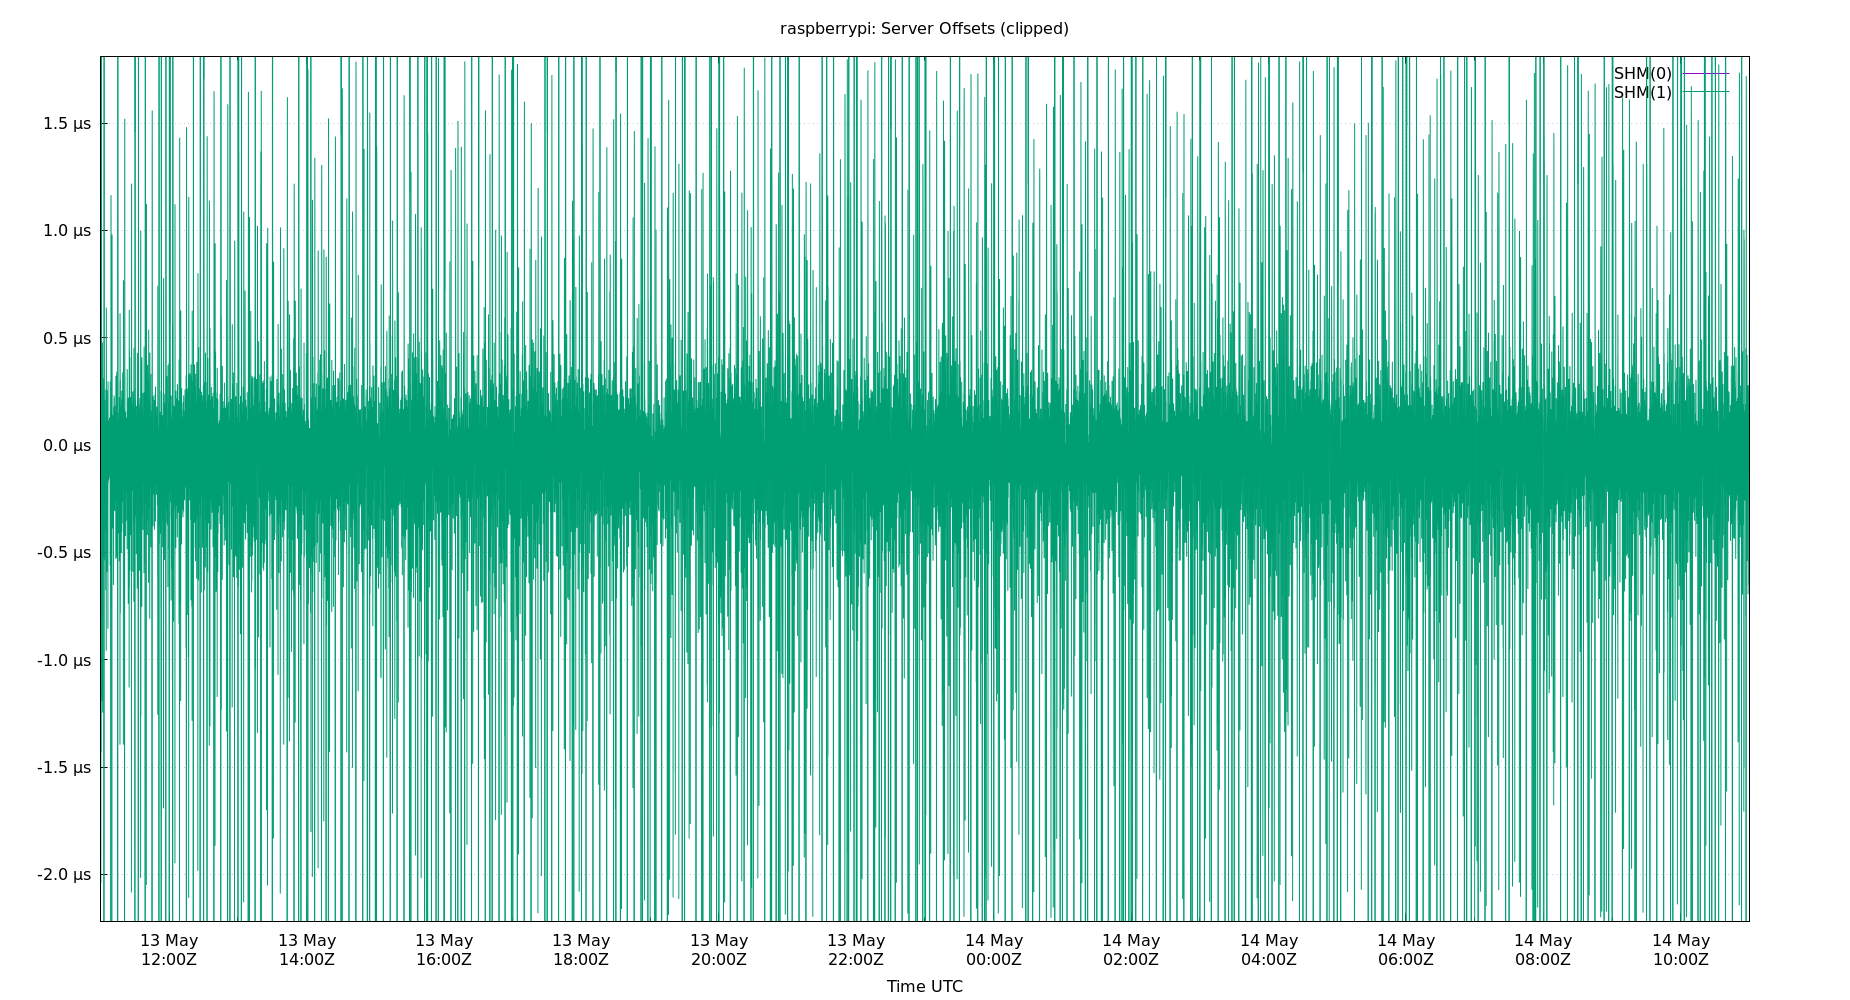 raspberrypi: Server Offsets (clipped)
SHM(0)
SHM(1)
1.5 µs
1.0 µs
0.5 µs
0.0 µs
-0.5 µs
-1.0 µs
-1.5 µs
-2.0 µs
13 May 13 May 13 May 13 May 13 May 13 May 14 May 14 May 14 May 14 May 14 May 14 May
12:00Z 14:00Z 16:00Z 18:00Z 20:00Z 22:00Z 00:00Z 02:00Z 04:00Z 06:00Z 08:00Z 10:00Z
Time UTC